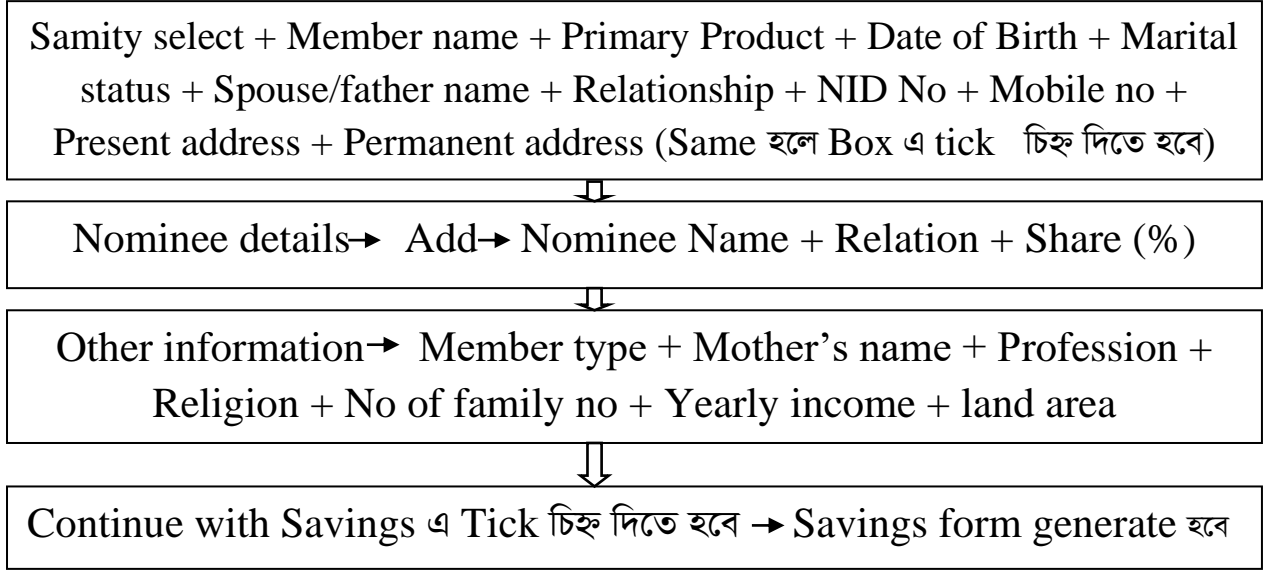 Samity select + Member name + Primary Product + Date of Birth + Marital
status + Spouse/father name + Relationship + NID No + Mobile no +
Present address + Permanent address (Same হলে Box এ tick চিহ্ন দিতে হবে)
Nominee details→ Add→ Nominee Name + Relation + Share (%)
Other information→ Member type + Mother’s name + Profession +
Religion + No of family no + Yearly income + land area
Continue with Savings এ Tick চিহ্ন দিতে হবে → Savings form generate হবে